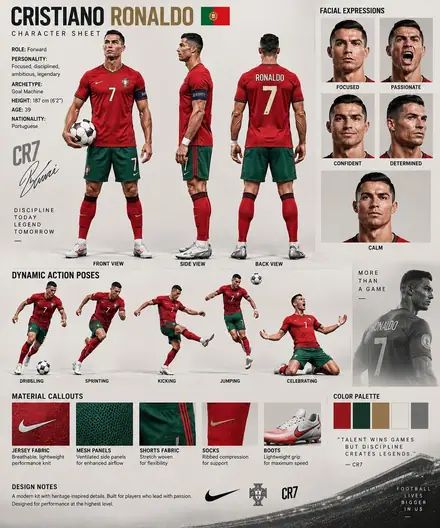 CRISTIANO RONALDO
CHARACTER SHEET
ROLE: Forward
PERSONALITY:
Focused, disciplined,
ambitious, legendary
ARCHETYPE:
Goal Machine
HEIGHT: 187 cm (6'2")
AGE: 39
NATIONALITY:
Portuguese
CR7
DISCIPLINE
TODAY
LEGEND
TOMORROW
7
7
RONALDO
7
FRONT VIEW
SIDE VIEW
BACK VIEW
FACIAL EXPRESSIONS
FOCUSED
PASSIONATE
CONFIDENT
DETERMINED
CALM
DYNAMIC ACTION POSES
DRIBBLING
SPRINTING
KICKING
JUMPING
CELEBRATING
MORE
THAN
A GAME
RONALDO
7
MATERIAL CALLOUTS
JERSEY FABRIC
Breathable, lightweight
performance knit
MESH PANELS
Ventilated side panels
for enhanced airflow
SHORTS FABRIC
Stretch woven
for flexibility
SOCKS
Ribbed compression
for support
BOOTS
Lightweight grip
for maximum speed
COLOR PALETTE
"TALENT WINS GAMES
BUT DISCIPLINE
CREATES LEGENDS."
— CR7
DESIGN NOTES
A modern kit with heritage-inspired details. Built for players who lead with passion.
Designed for performance at the highest level.
CR7
FOOTBALL
LIVES
BIGGER
IN US